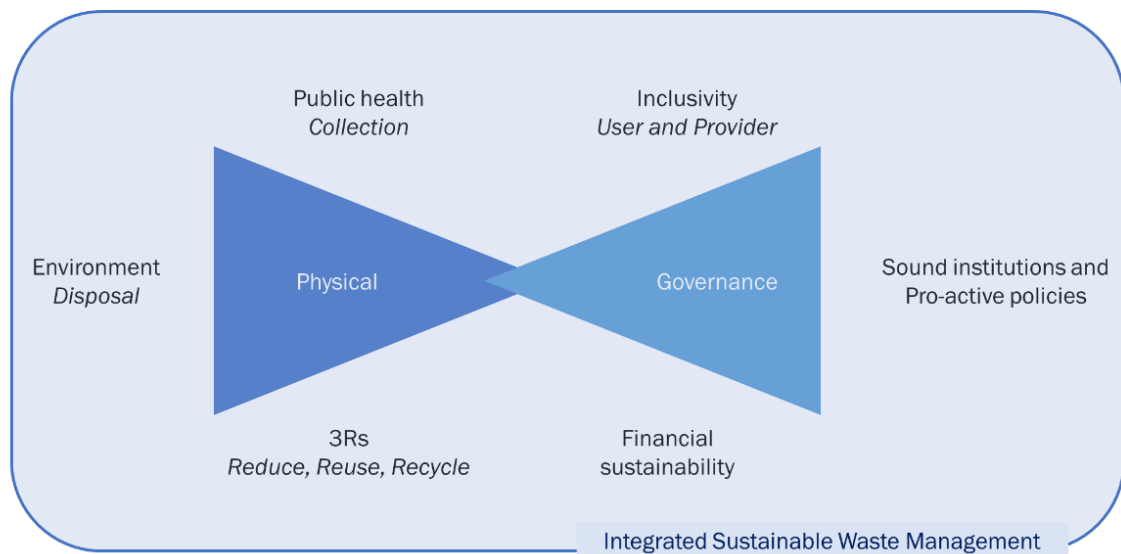 Public health
Collection
Inclusivity
User and Provider
Environment
Disposal
Physical
Governance
Sound institutions and
Pro-active policies
3Rs
Reduce, Reuse, Recycle
Financial
sustainability
Integrated Sustainable Waste Management